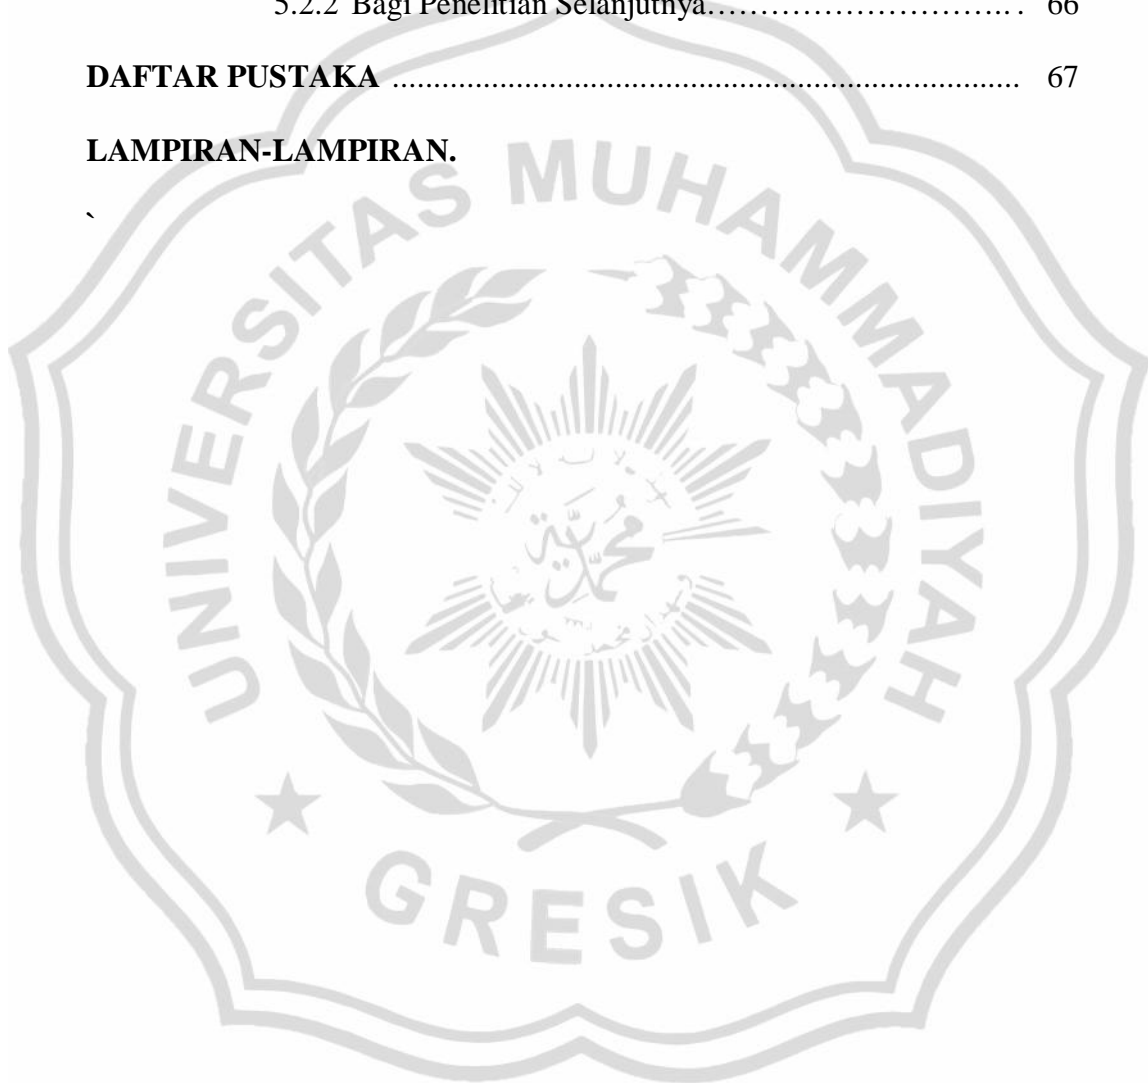 5.2.2 Bagi Penelitian Selanjutnya………………………….. . 66
DAFTAR PUSTAKA ................................................................. 67
LAMPIRAN-LAMPIRAN.
`
UNIVERSITAS MUHAMMADIYAH
GRESIK